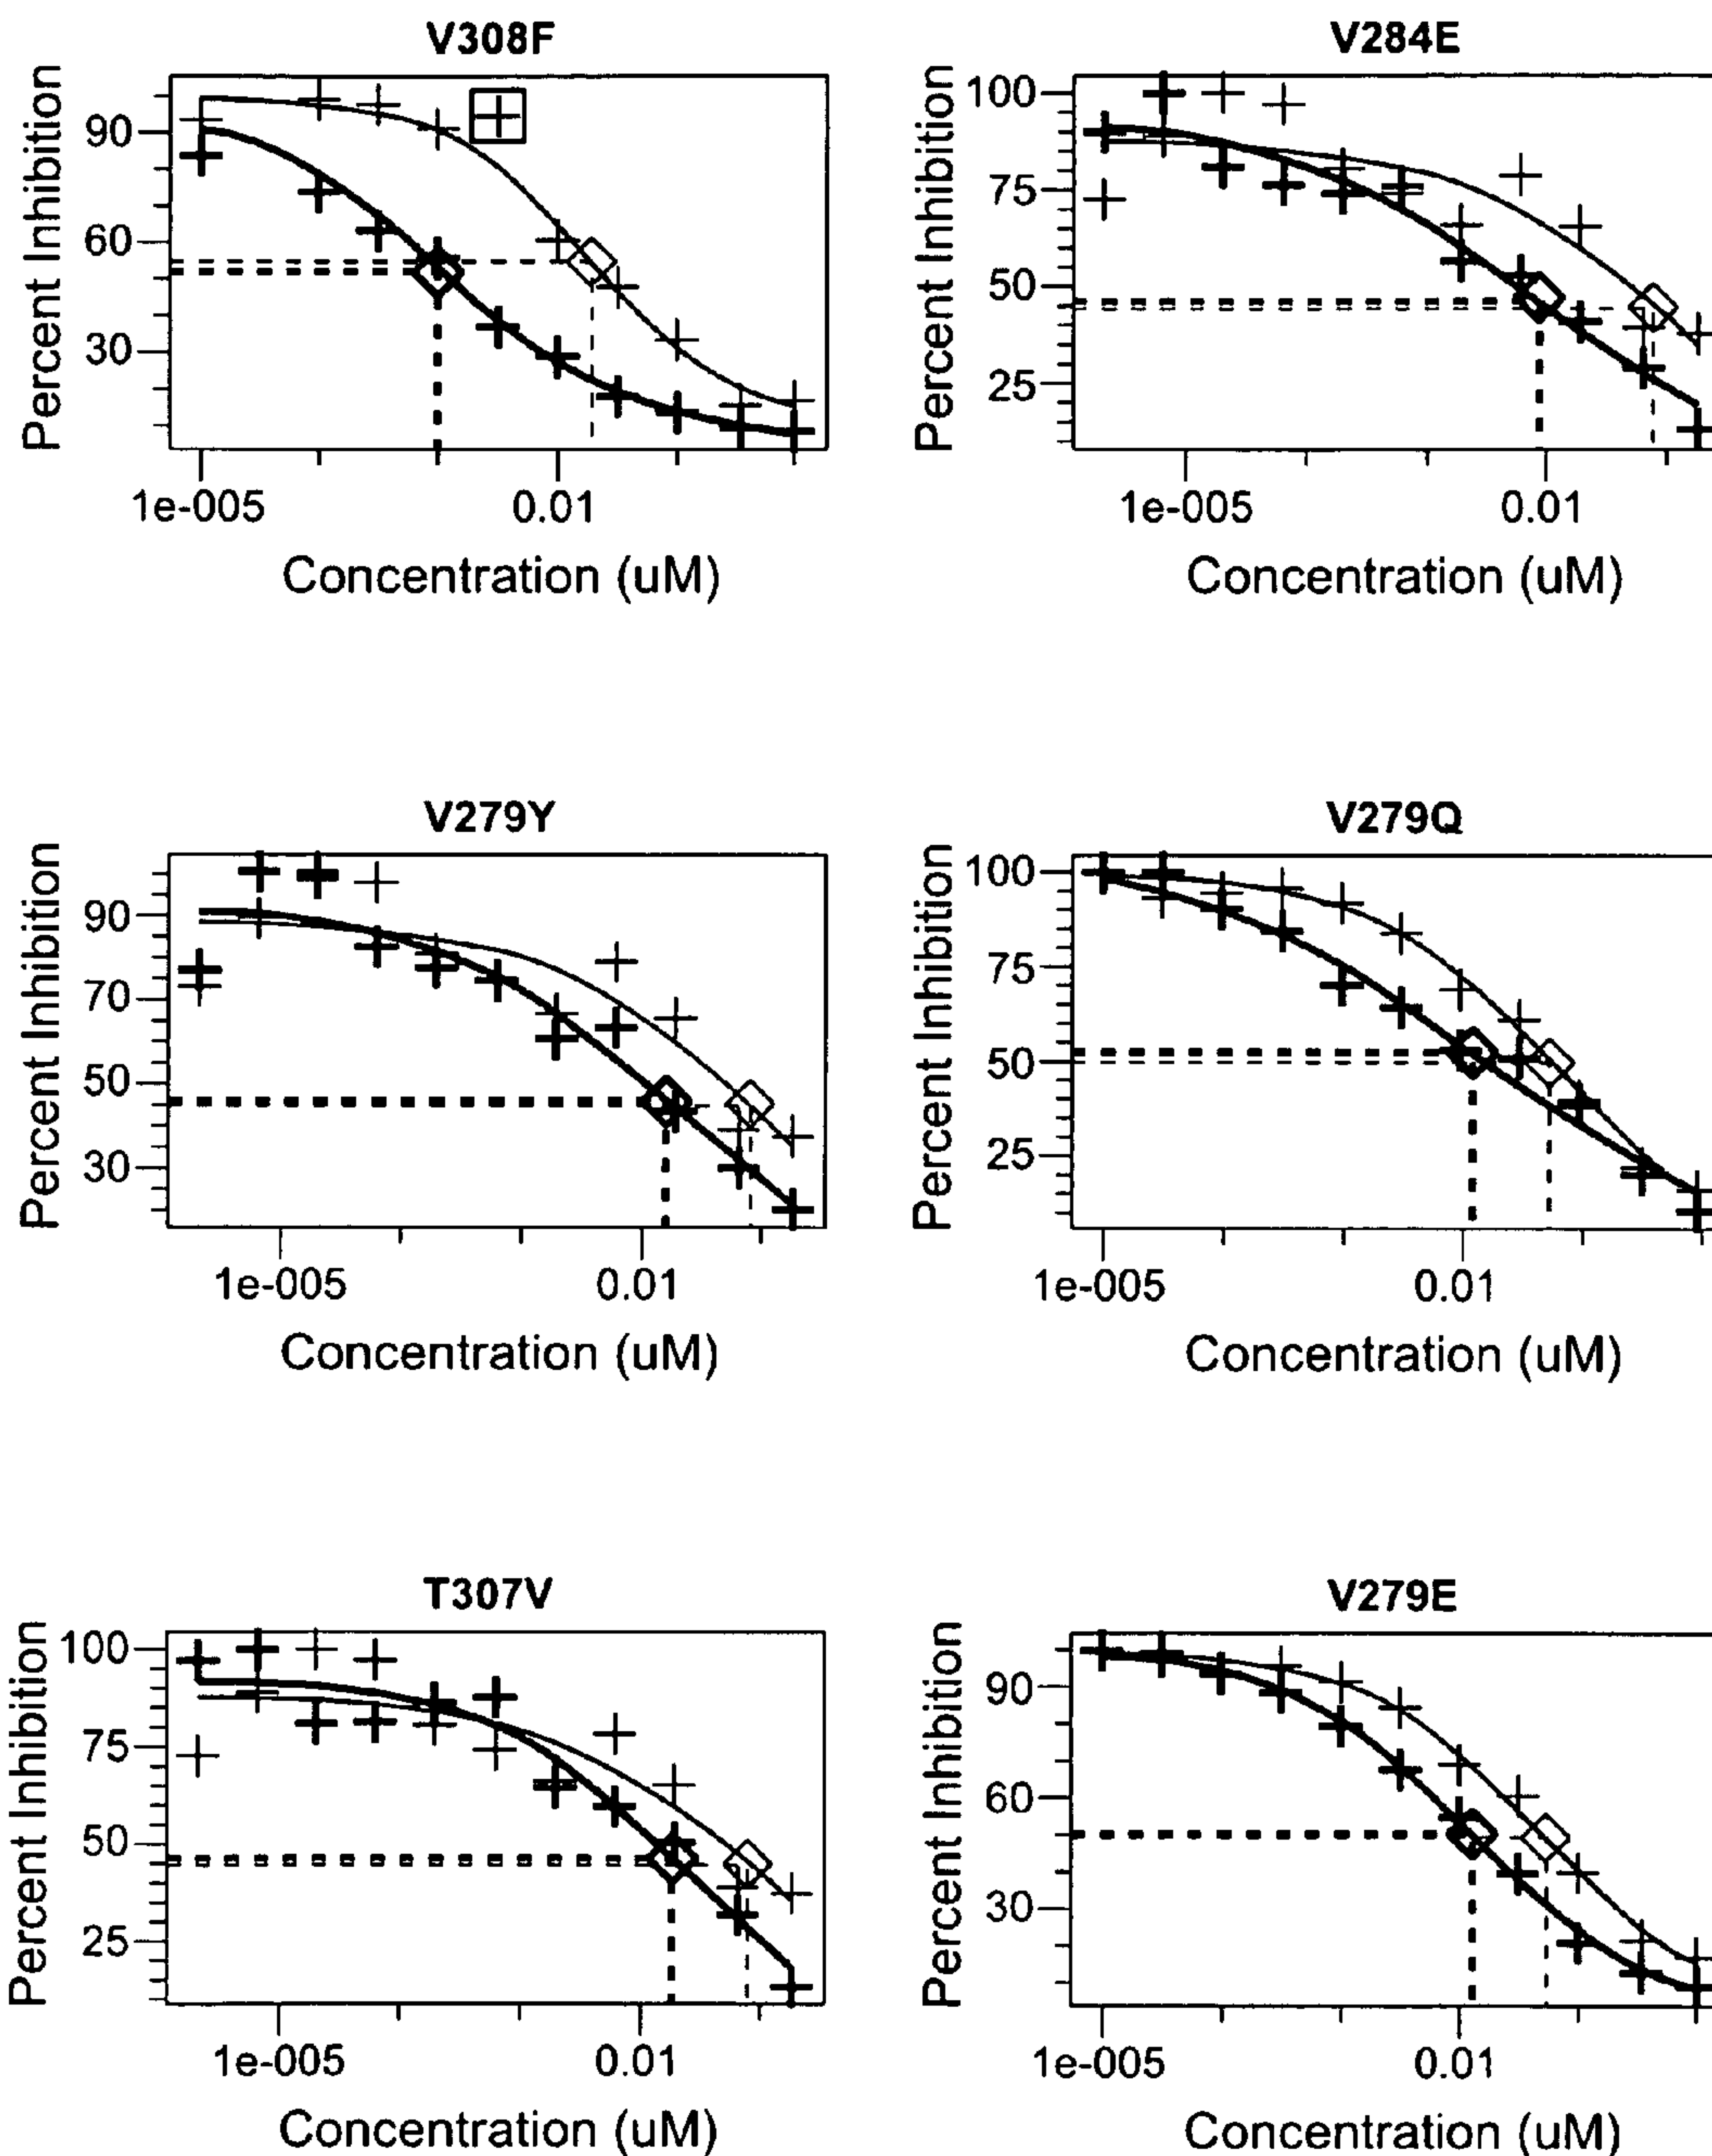 V308F
Percent Inhibition
90
60
30
1e-005
0.01
Concentration (uM)
V284E
Percent Inhibition
100
75
50
25
1e-005
0.01
Concentration (uM)
V279Y
Percent Inhibition
90
70
50
30
1e-005
0.01
Concentration (uM)
V279Q
Percent Inhibition
100
75
50
25
1e-005
0.01
Concentration (uM)
T307V
Percent Inhibition
100
75
50
25
1e-005
0.01
Concentration (uM)
V279E
Percent Inhibition
90
60
30
1e-005
0.01
Concentration (uM)